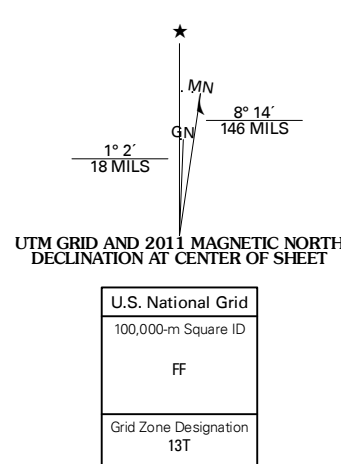 ★
MN
8° 14´
146 MILS
GN
1° 2´
18 MILS
UTM GRID AND 2011 MAGNETIC NORTH
DECLINATION AT CENTER OF SHEET
U.S. National Grid
100,000-m Square ID
FF
Grid Zone Designation
13T